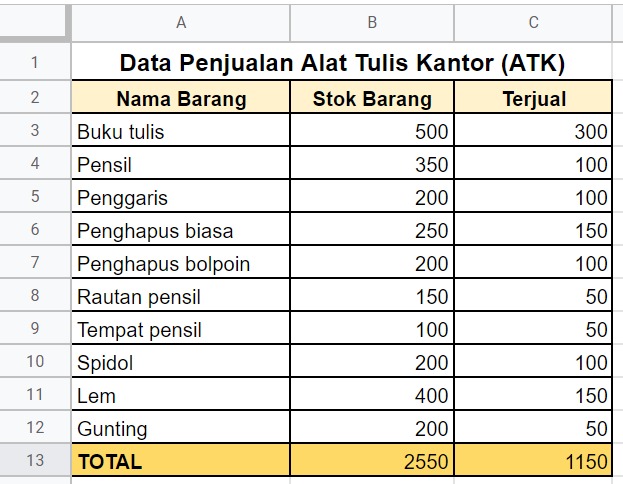 A B C
1 Data Penjualan Alat Tulis Kantor (ATK)
2 Nama Barang Stok Barang Terjual
3 Buku tulis 500 300
4 Pensil 350 100
5 Penggaris 200 100
6 Penghapus biasa 250 150
7 Penghapus bolpoin 200 100
8 Rautan pensil 150 50
9 Tempat pensil 100 50
10 Spidol 200 100
11 Lem 400 150
12 Gunting 200 50
13 TOTAL 2550 1150